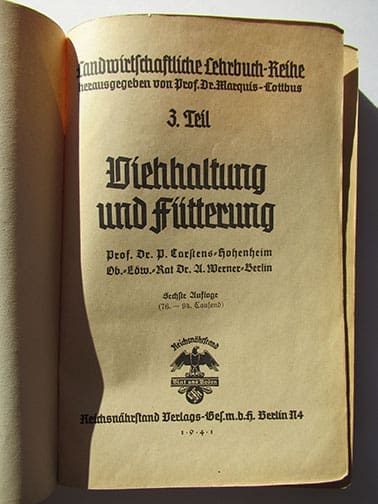 Landwirtschaftliche Lehrbuch-Reihe
herausgegeben von Prof. Dr. Marquis-Cottbus
3. Teil
Viehhaltung
und Fütterung
Prof. Dr. P. Carstens-Hohenheim
Ob.-Ldw.-Rat Dr. A. Werner-Berlin
Sechste Auflage
(76. — 94. Tausend)
Reichsnährstand
Blut und Boden
Reichsnährstand Verlags-Ges.m.b.H. Berlin N4
1941